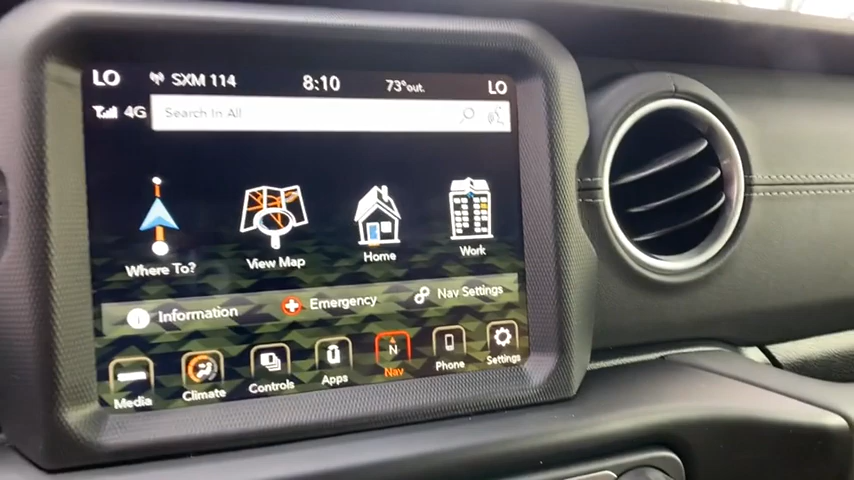 LO SXM 114 8:10 73°out. LO
4G Search In All
Where To? View Map Home Work
Information Emergency Nav Settings
N
Media Climate Controls Apps Nav Phone Settings